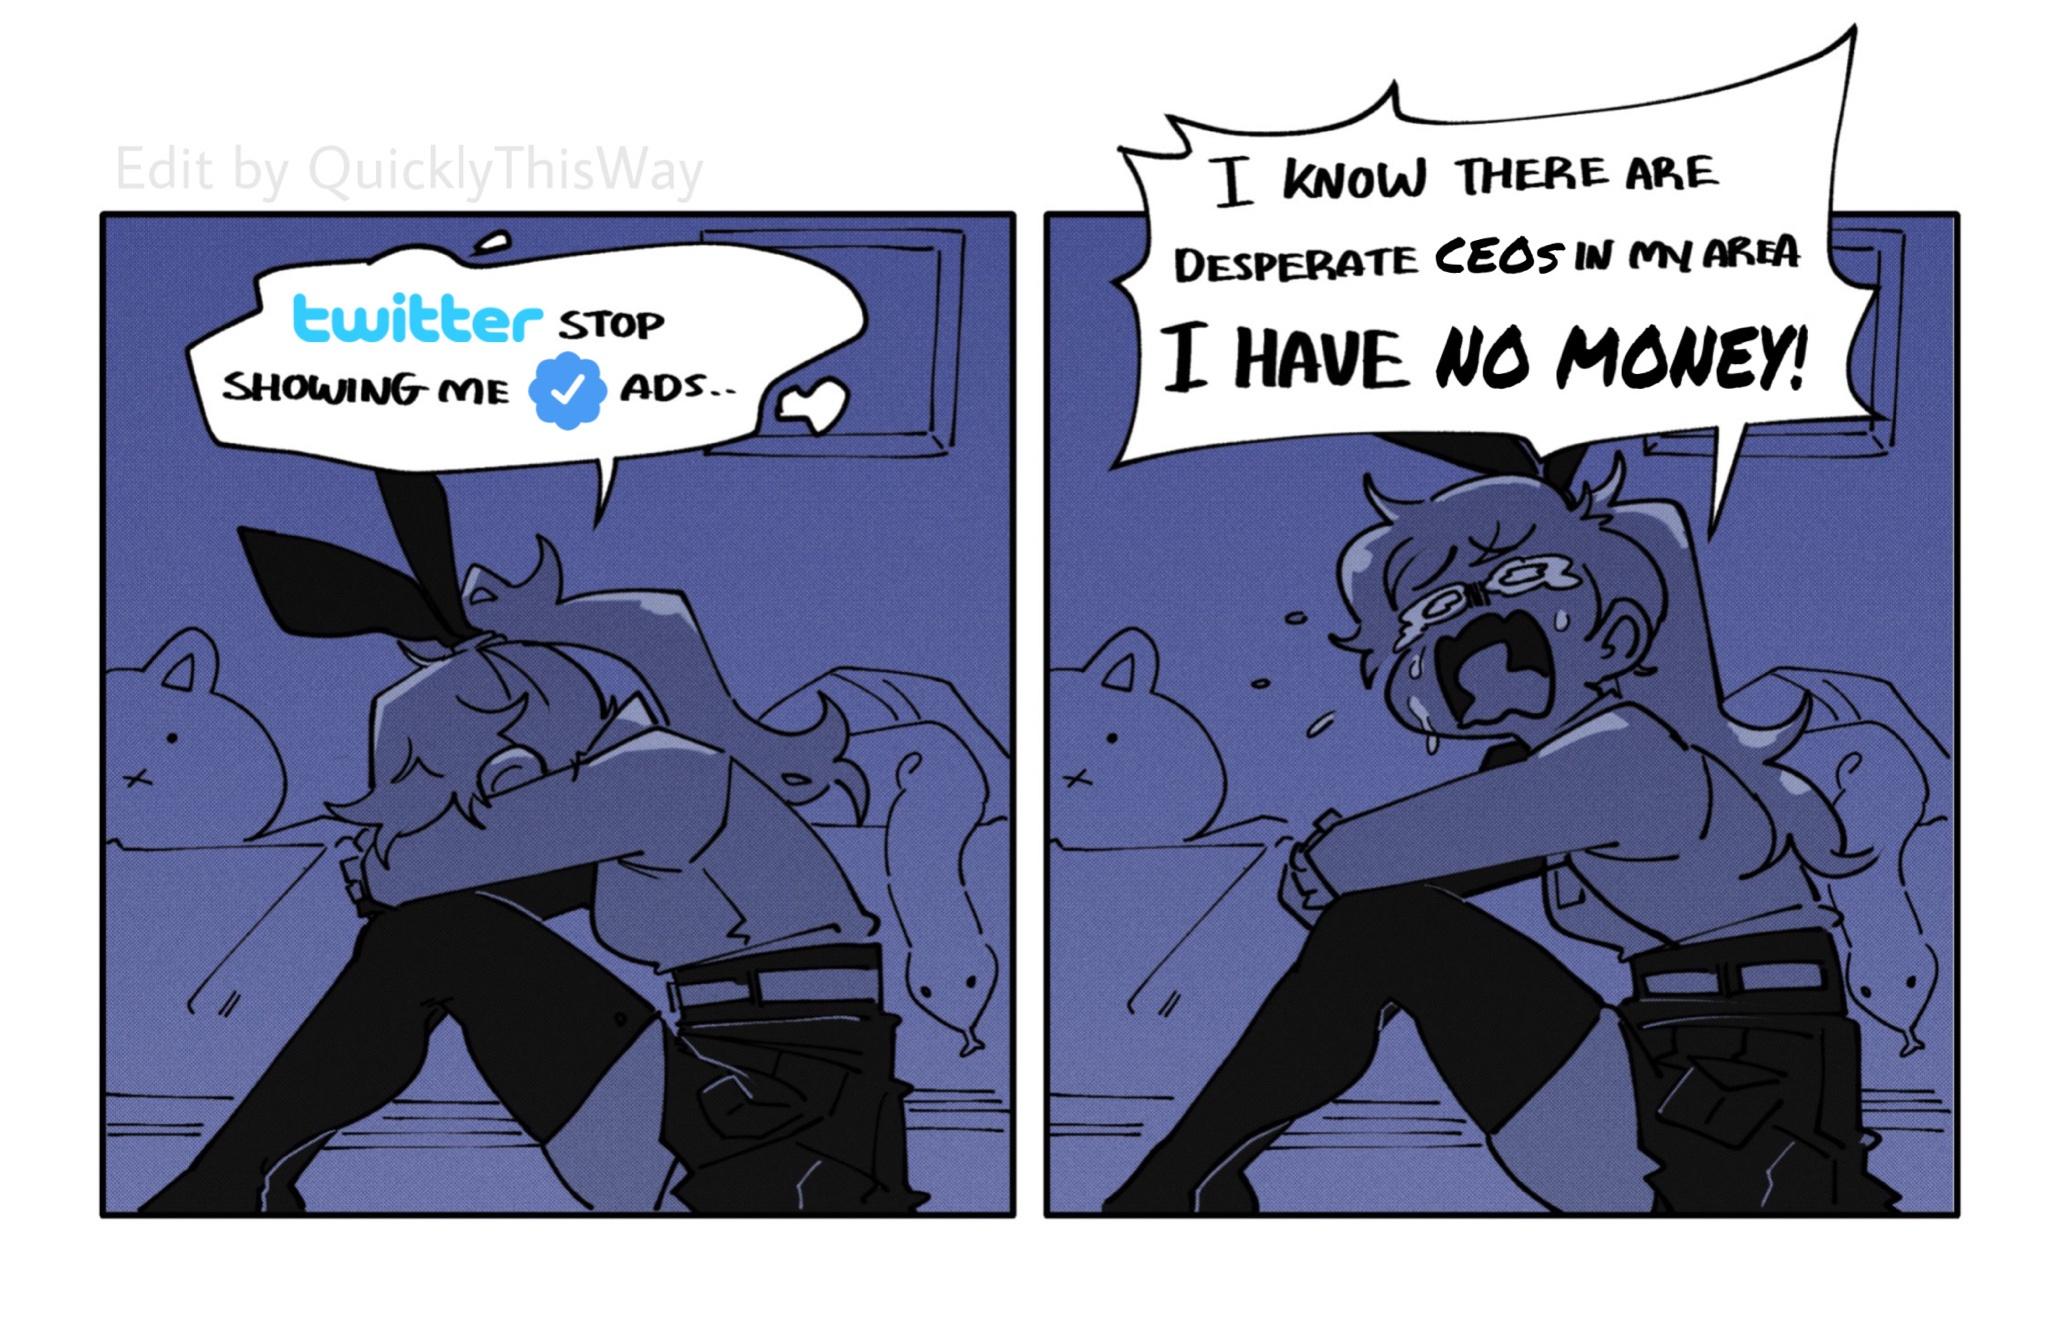 Edit by QuicklyThisWay
twitter STOP
SHOWING ME ADS..
I KNOW THERE ARE
DESPERATE CEOs IN MY AREA
I HAVE NO MONEY!